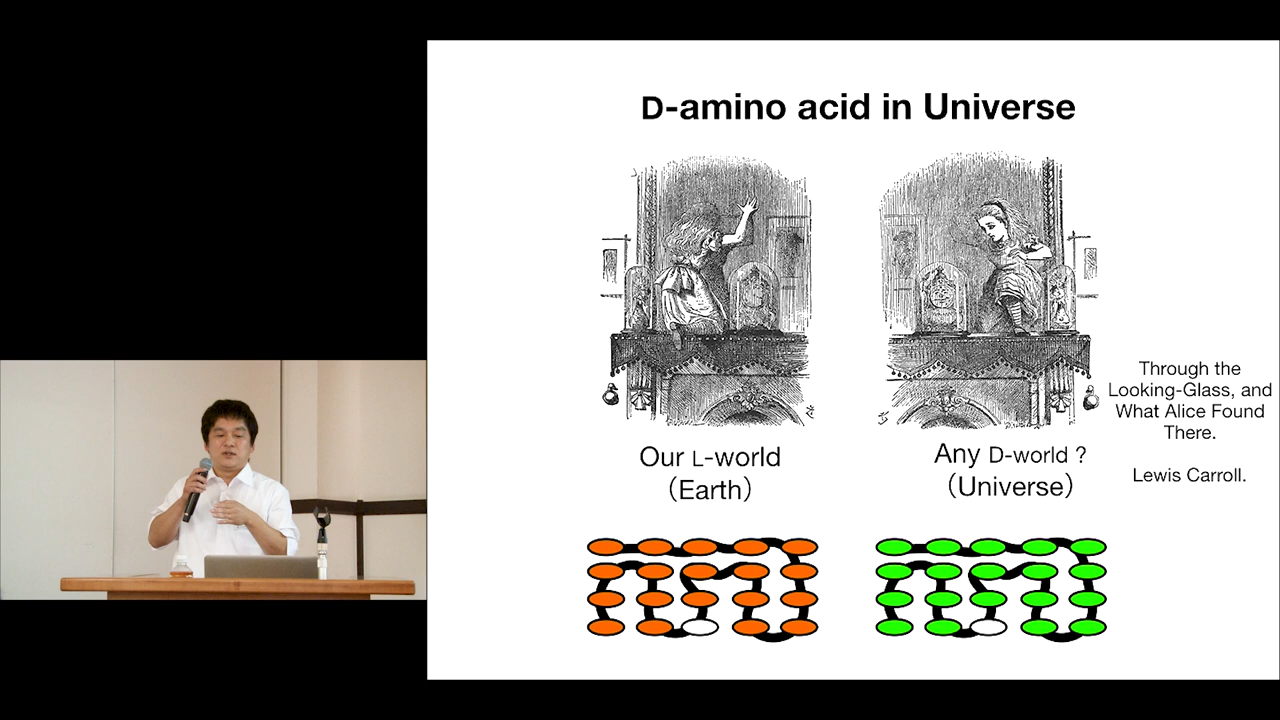 D-amino acid in Universe
Our L-world
(Earth)
Any D-world ?
(Universe)
Through the
Looking-Glass, and
What Alice Found
There.
Lewis Carroll.